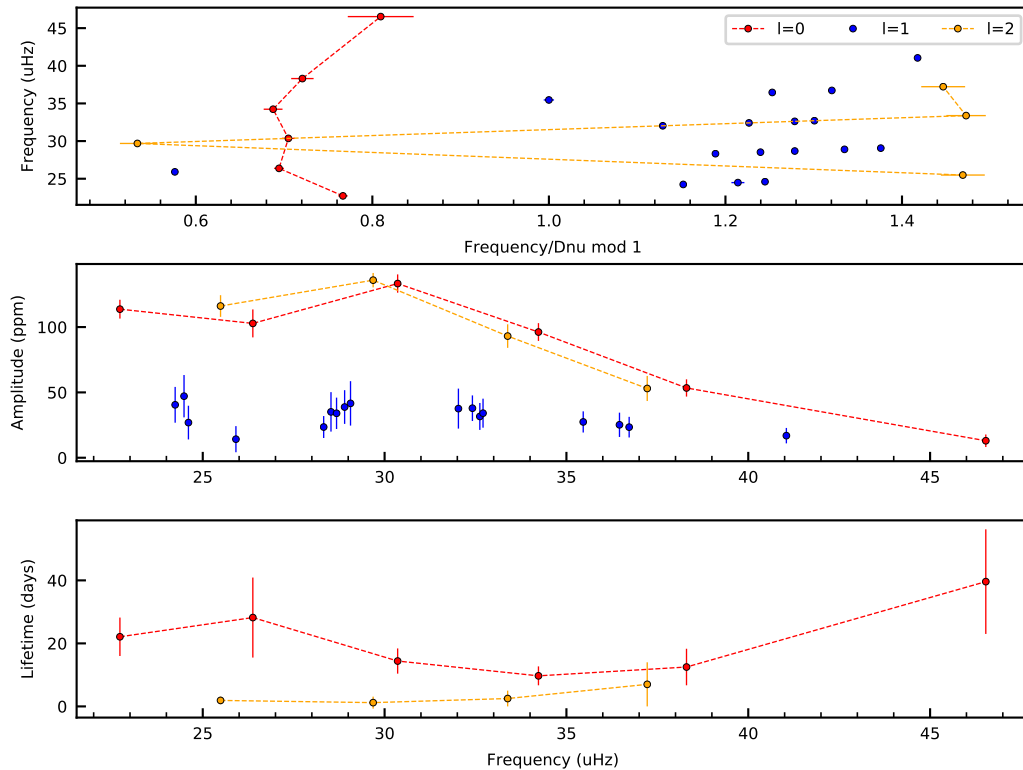 45
40
35
30
25
Frequency (uHz)
l=0 l=1 l=2
0.6 0.8 1.0 1.2 1.4
Frequency/Dnu mod 1
100
50
0
Amplitude (ppm)
25 30 35 40 45
40
20
0
Lifetime (days)
25 30 35 40 45
Frequency (uHz)